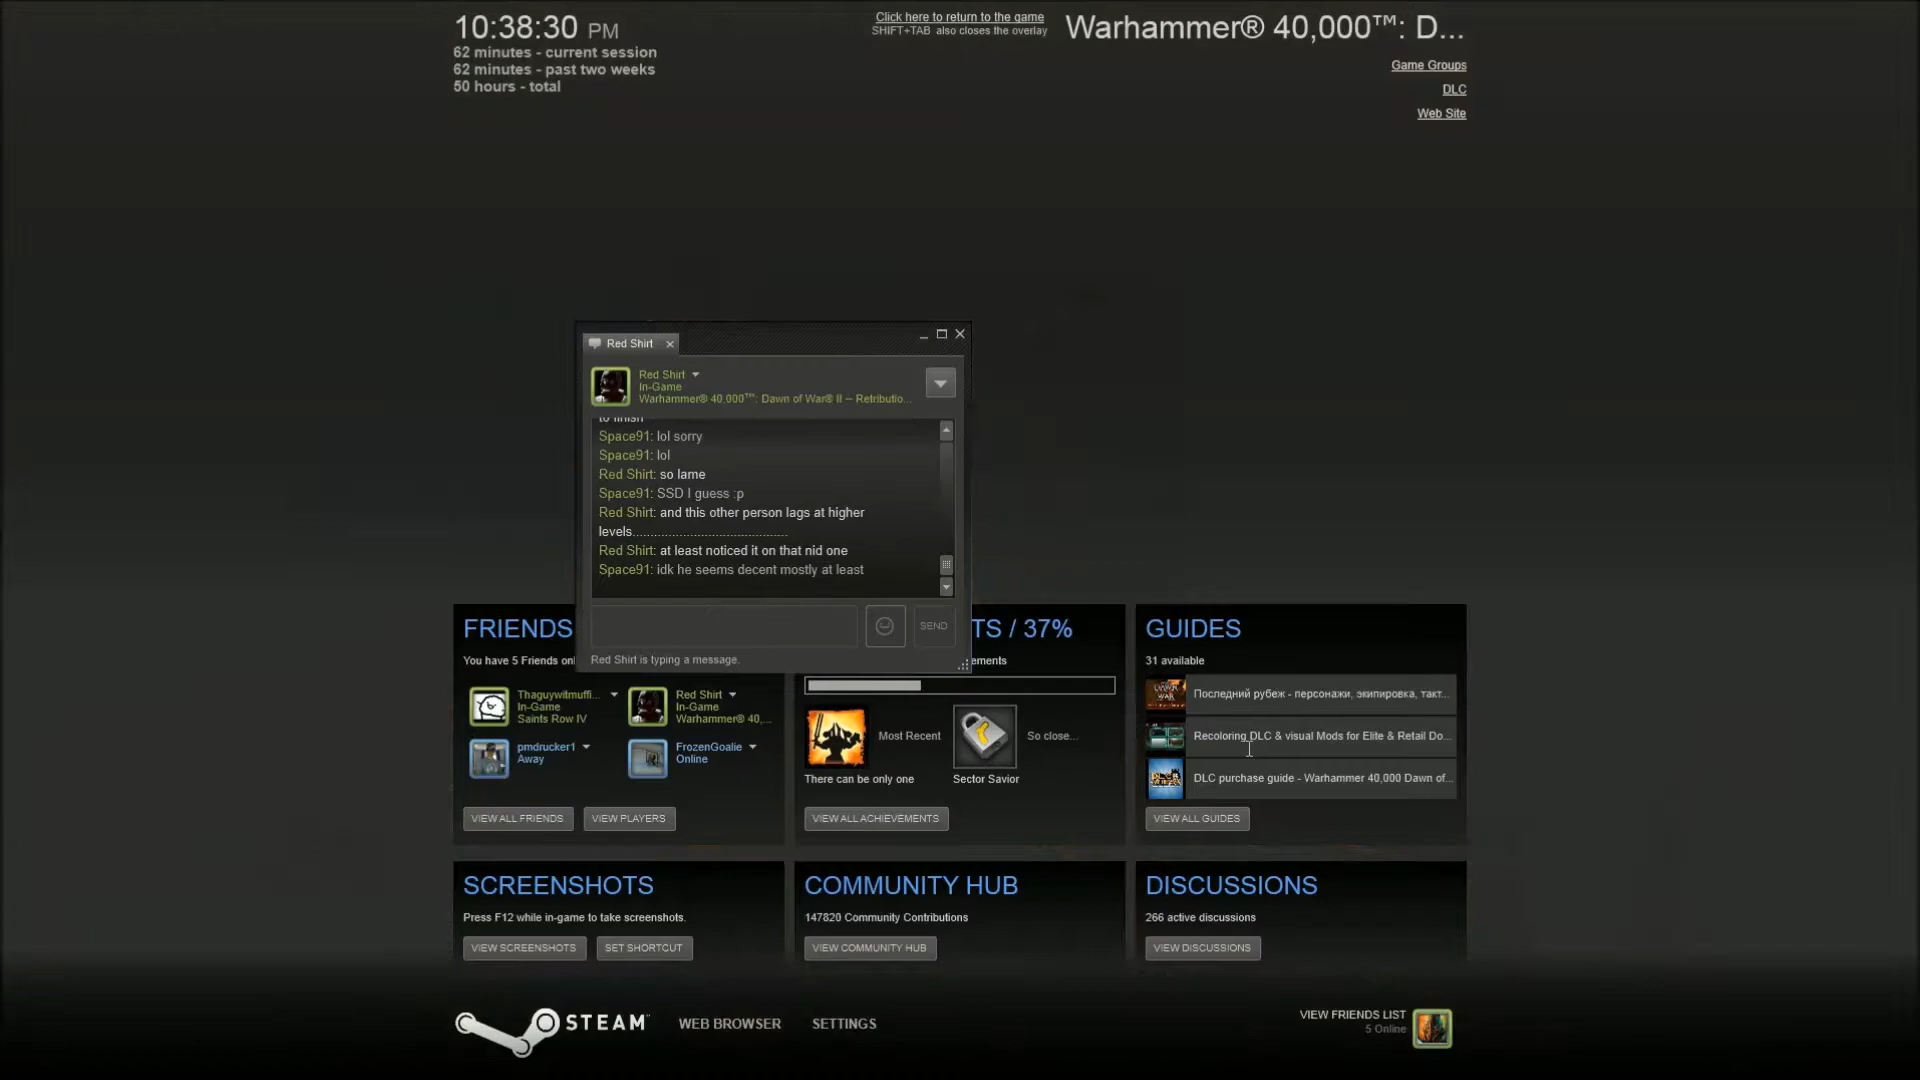 10:38:30 PM
62 minutes - current session
62 minutes - past two weeks
50 hours - total
Click here to return to the game
SHIFT+TAB also closes the overlay
Warhammer® 40,000™: D...
Game Groups
DLC
Web Site
Red Shirt
Red Shirt
In-Game
Warhammer® 40,000™: Dawn of War® II – Retributio...
to finish
Space91: lol sorry
Space91: lol
Red Shirt: so lame
Space91: SSD I guess :p
Red Shirt: and this other person lags at higher
levels...........................................
Red Shirt: at least noticed it on that nid one
Space91: idk he seems decent mostly at least
SEND
Red Shirt is typing a message.
FRIENDS
You have 5 Friends onl
Thaguywitmuffi...
In-Game
Saints Row IV
Red Shirt
In-Game
Warhammer® 40,...
pmdrucker1
Away
FrozenGoalie
Online
VIEW ALL FRIENDS
VIEW PLAYERS
TS / 37%
ements
Most Recent
There can be only one
So close...
Sector Savior
VIEW ALL ACHIEVEMENTS
GUIDES
31 available
Последний рубеж - персонажи, экипировка, такт...
Recoloring DLC & visual Mods for Elite & Retail Do...
DLC purchase guide - Warhammer 40,000 Dawn of...
VIEW ALL GUIDES
SCREENSHOTS
Press F12 while in-game to take screenshots.
VIEW SCREENSHOTS
SET SHORTCUT
COMMUNITY HUB
147820 Community Contributions
VIEW COMMUNITY HUB
DISCUSSIONS
266 active discussions
VIEW DISCUSSIONS
STEAM
WEB BROWSER
SETTINGS
VIEW FRIENDS LIST
5 Online